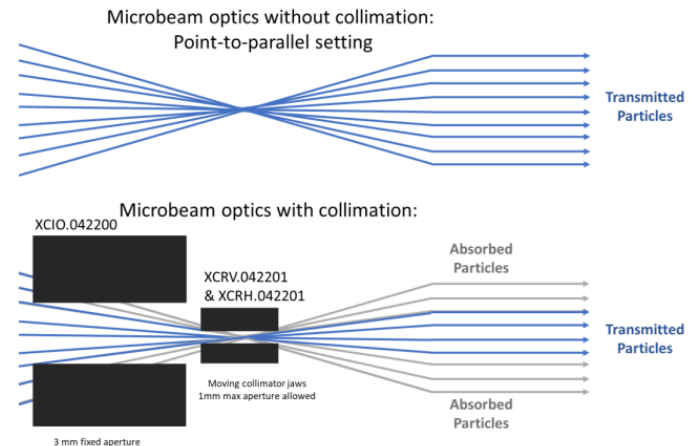 Microbeam optics without collimation:
Point-to-parallel setting
Transmitted
Particles
Microbeam optics with collimation:
XCIO.042200
XCRV.042201
& XCRH.042201
Absorbed
Particles
Transmitted
Particles
Moving collimator jaws
1mm max aperture allowed
Absorbed
Particles
3 mm fixed aperture